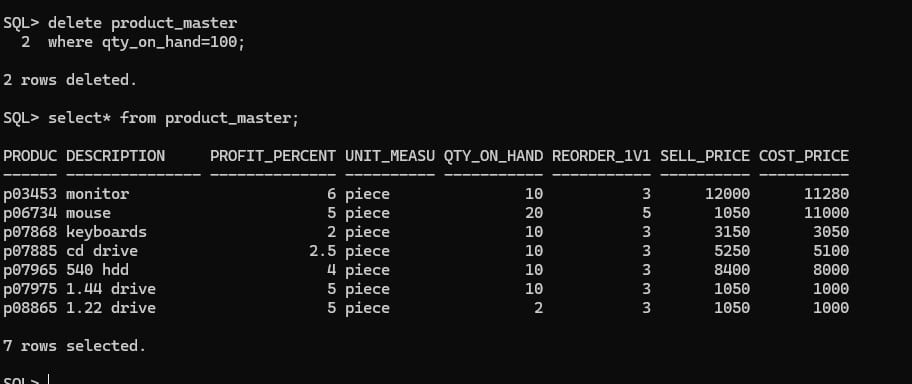 SQL> delete product_master
  2  where qty_on_hand=100;
2 rows deleted.
SQL> select* from product_master;
PRODUC DESCRIPTION     PROFIT_PERCENT UNIT_MEASU QTY_ON_HAND REORDER_1V1 SELL_PRICE COST_PRICE
------ --------------- -------------- ---------- ----------- ----------- ---------- ----------
p03453 monitor                      6 piece               10           3      12000      11280
p06734 mouse                        5 piece               20           5       1050      11000
p07868 keyboards                    2 piece               10           3       3150       3050
p07885 cd drive                   2.5 piece               10           3       5250       5100
p07965 540 hdd                      4 piece               10           3       8400       8000
p07975 1.44 drive                   5 piece               10           3       1050       1000
p08865 1.22 drive                   5 piece                2           3       1050       1000
7 rows selected.
SQL>